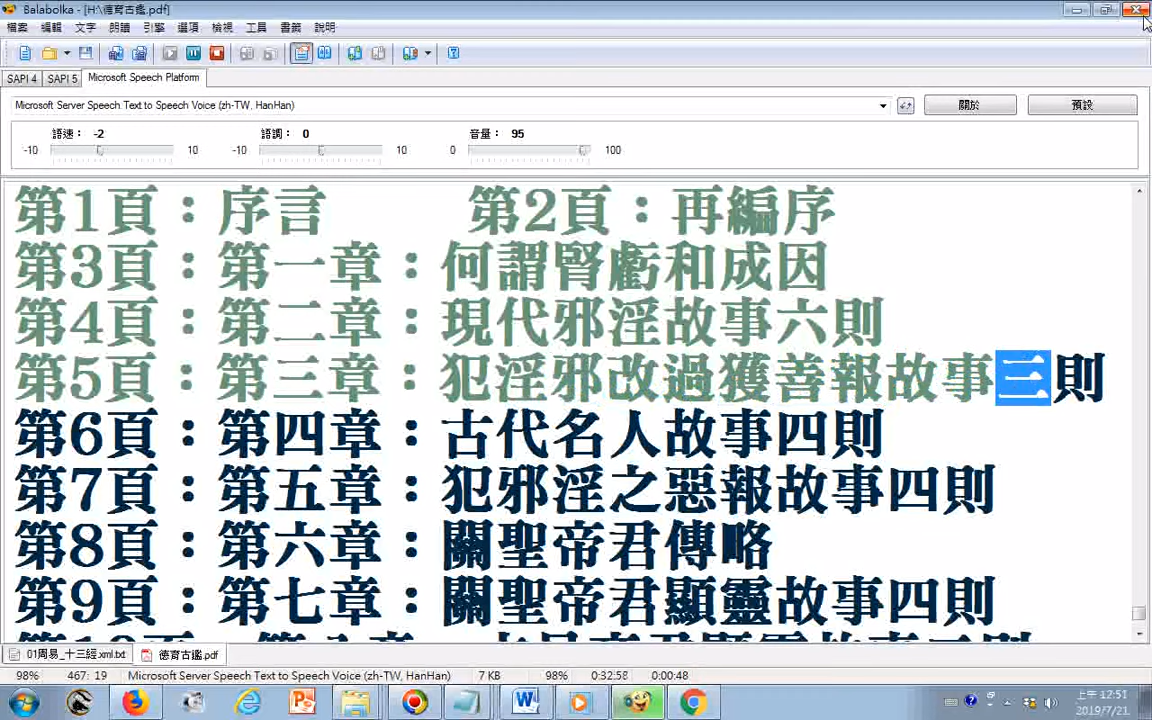 Balabolka - [H:\德育古鑑.pdf]
檔案 編輯 文字 朗讀 引擎 選項 檢視 工具 書籤 說明
SAPI 4 SAPI 5 Microsoft Speech Platform
Microsoft Server Speech Text to Speech Voice (zh-TW, HanHan) 關於 預設
語速： -2 語調： 0 音量： 95
-10 10 -10 10 0 100
第1頁：序言 第2頁：再編序
第3頁：第一章：何謂腎虧和成因
第4頁：第二章：現代邪淫故事六則
第5頁：第三章：犯淫邪改過獲善報故事三則
第6頁：第四章：古代名人故事四則
第7頁：第五章：犯邪淫之惡報故事四則
第8頁：第六章：關聖帝君傳略
第9頁：第七章：關聖帝君顯靈故事四則
01周易_十三經.xml.txt 德育古鑑.pdf
98% 467: 19 Microsoft Server Speech Text to Speech Voice (zh-TW, HanHan) 7 KB 98% 0:32:58 0:00:48
上午 12:51
2019/7/21